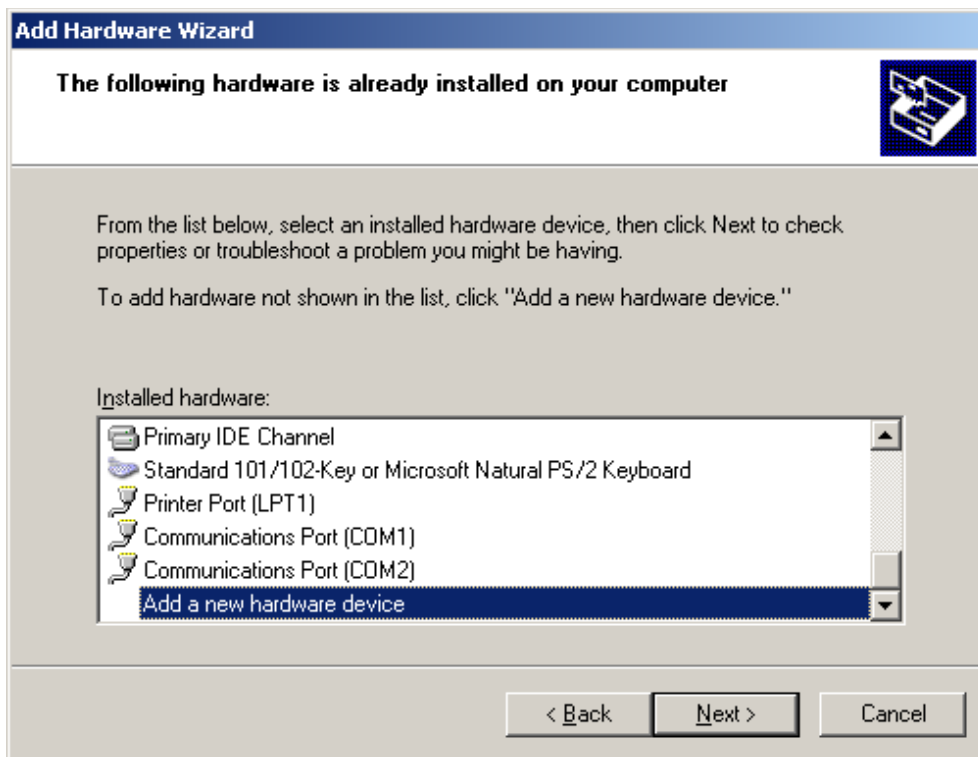 Add Hardware Wizard
The following hardware is already installed on your computer
From the list below, select an installed hardware device, then click Next to check
properties or troubleshoot a problem you might be having.
To add hardware not shown in the list, click "Add a new hardware device."
Installed hardware:
Primary IDE Channel
Standard 101/102-Key or Microsoft Natural PS/2 Keyboard
Printer Port (LPT1)
Communications Port (COM1)
Communications Port (COM2)
Add a new hardware device
< Back Next > Cancel